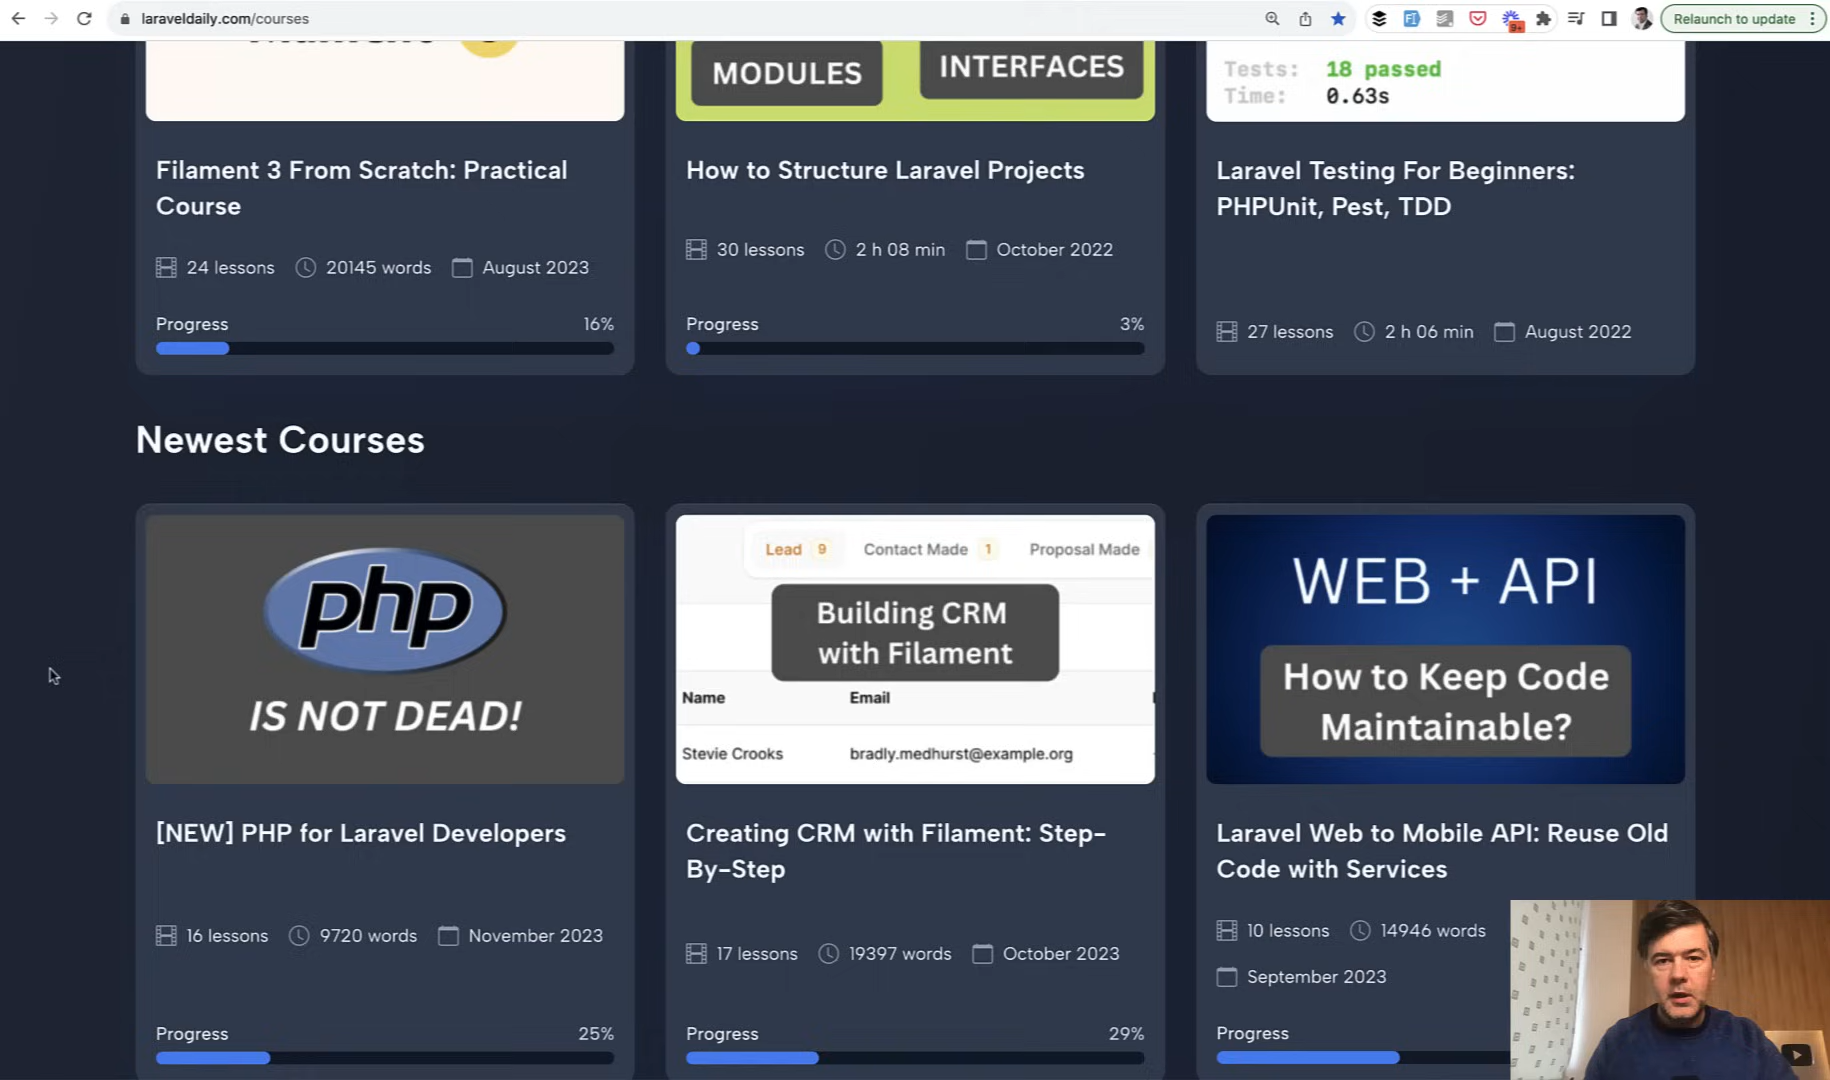 laraveldaily.com/courses
9+
Relaunch to update
MODULES
INTERFACES
Tests: 18 passed
Time: 0.63s
Filament 3 From Scratch: Practical
Course
24 lessons 20145 words August 2023
Progress 16%
How to Structure Laravel Projects
30 lessons 2 h 08 min October 2022
Progress 3%
Laravel Testing For Beginners:
PHPUnit, Pest, TDD
27 lessons 2 h 06 min August 2022
Newest Courses
php
IS NOT DEAD!
[NEW] PHP for Laravel Developers
16 lessons 9720 words November 2023
Progress 25%
Lead 9 Contact Made 1 Proposal Made
Building CRM
with Filament
Name Email
Stevie Crooks bradly.medhurst@example.org
Creating CRM with Filament: Step-
By-Step
17 lessons 19397 words October 2023
Progress 29%
WEB + API
How to Keep Code
Maintainable?
Laravel Web to Mobile API: Reuse Old
Code with Services
10 lessons 14946 words
September 2023
Progress